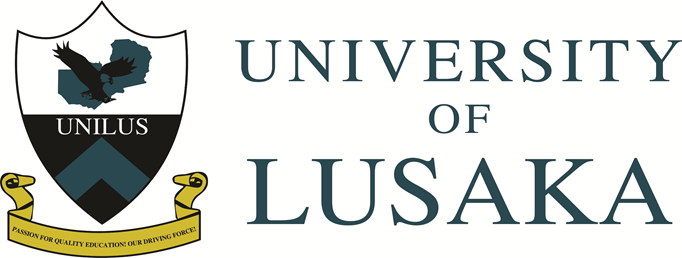 UNILUS
PASSION FOR QUALITY EDUCATION! OUR DRIVING FORCE!
UNIVERSITY
OF
LUSAKA